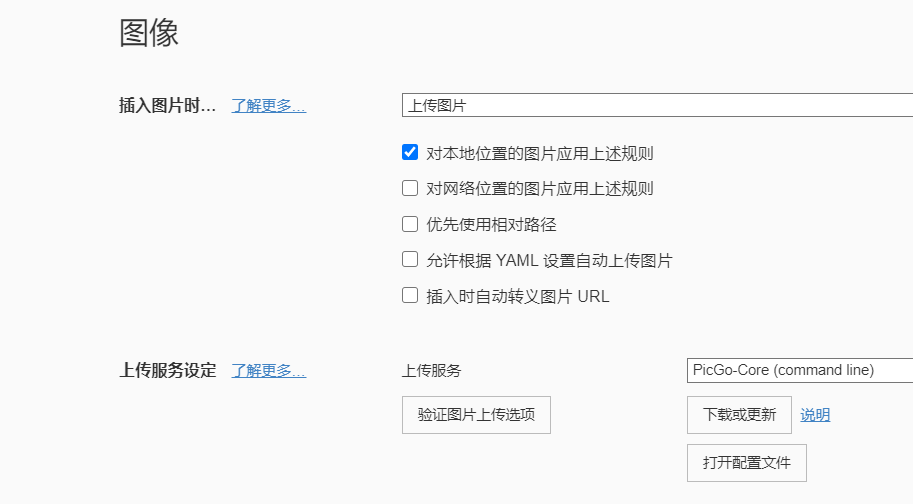 图像
插入图片时... 了解更多... 上传图片
对本地位置的图片应用上述规则
对网络位置的图片应用上述规则
优先使用相对路径
允许根据 YAML 设置自动上传图片
插入时自动转义图片 URL
上传服务设定 了解更多... 上传服务 PicGo-Core (command line)
验证图片上传选项 下载或更新 说明
打开配置文件